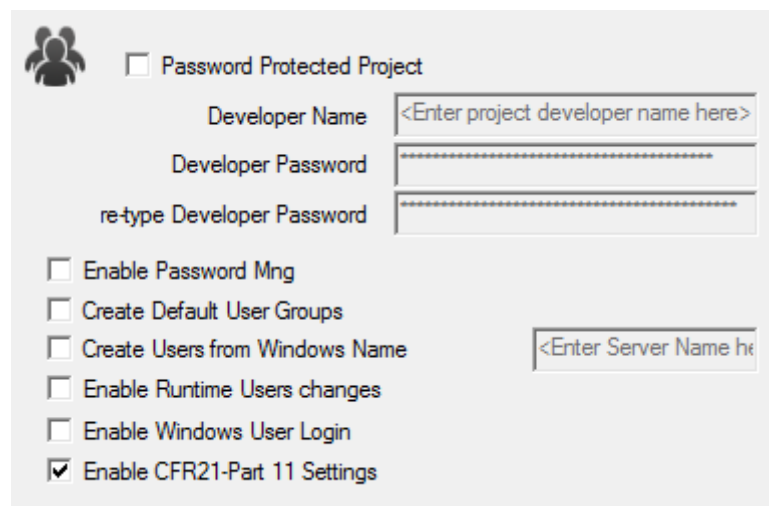 Password Protected Project
Developer Name <Enter project developer name here>
Developer Password ***************************************
re-type Developer Password ******************************************
Enable Password Mng
Create Default User Groups
Create Users from Windows Name <Enter Server Name he
Enable Runtime Users changes
Enable Windows User Login
Enable CFR21-Part 11 Settings